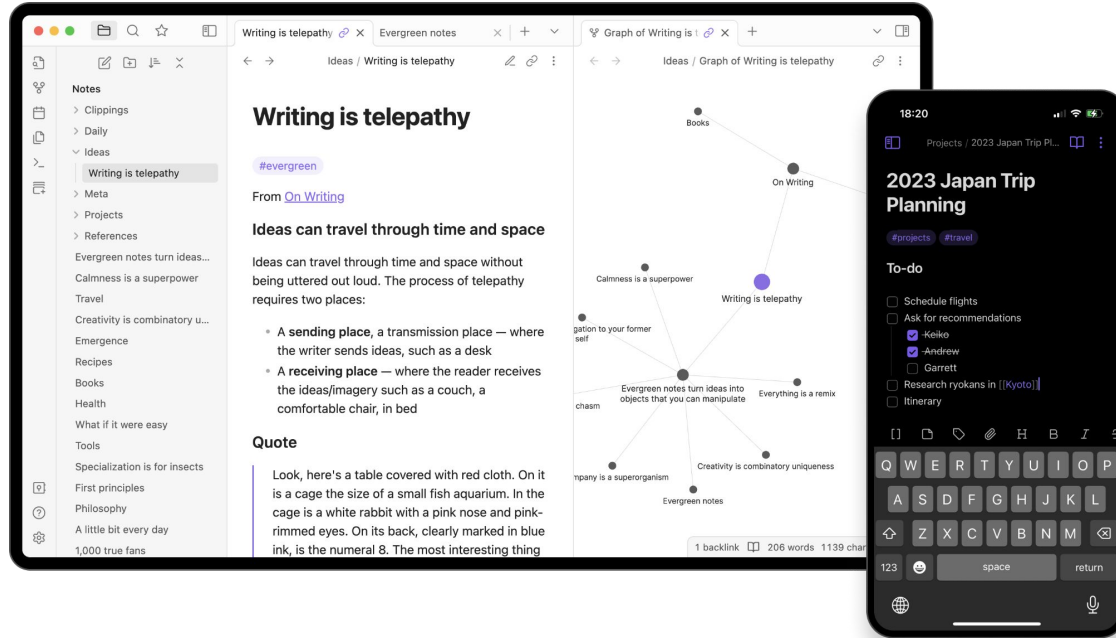 Writing is telepathy
Evergreen notes
Graph of Writing is t
Ideas / Writing is telepathy
Ideas / Graph of Writing is telepathy
Notes
Clippings
Daily
Ideas
Writing is telepathy
Meta
Projects
References
Evergreen notes turn ideas...
Calmness is a superpower
Travel
Creativity is combinatory u...
Emergence
Recipes
Books
Health
What if it were easy
Tools
Specialization is for insects
First principles
Philosophy
A little bit every day
1,000 true fans
Writing is telepathy
#evergreen
From On Writing
Ideas can travel through time and space
Ideas can travel through time and space without
being uttered out loud. The process of telepathy
requires two places:
A sending place, a transmission place — where
the writer sends ideas, such as a desk
A receiving place — where the reader receives
the ideas/imagery such as a couch, a
comfortable chair, in bed
Quote
Look, here's a table covered with red cloth. On it
is a cage the size of a small fish aquarium. In the
cage is a white rabbit with a pink nose and pink-
rimmed eyes. On its back, clearly marked in blue
ink, is the numeral 8. The most interesting thing
Books
On Writing
Calmness is a superpower
Writing is telepathy
gation to your former
self
Evergreen notes turn ideas into
objects that you can manipulate
Everything is a remix
chasm
Creativity is combinatory uniqueness
mpany is a superorganism
Evergreen notes
1 backlink 206 words 1139 char
18:20
Projects / 2023 Japan Trip Pl...
2023 Japan Trip
Planning
#projects #travel
To-do
Schedule flights
Ask for recommendations
Keiko
Andrew
Garrett
Research ryokans in [[Kyoto]]
Itinerary
[] H B I S
Q W E R T Y U I O P
A S D F G H J K L
Z X C V B N M
123 space return